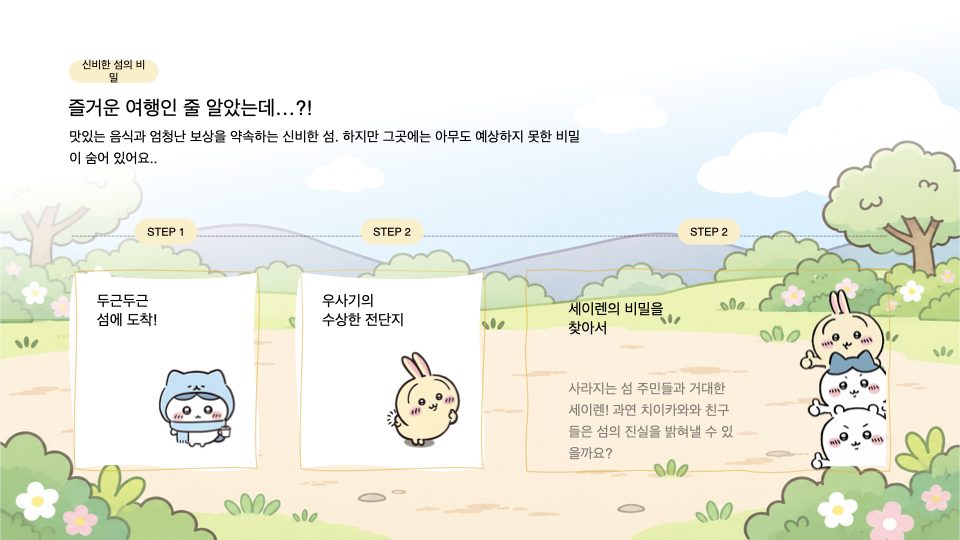 신비한 섬의 비
밀
즐거운 여행인 줄 알았는데...?!
맛있는 음식과 엄청난 보상을 약속하는 신비한 섬. 하지만 그곳에는 아무도 예상하지 못한 비밀
이 숨어 있어요..
STEP 1
STEP 2
STEP 2
두근두근
섬에 도착!
우사기의
수상한 전단지
세이렌의 비밀을
찾아서
사라지는 섬 주민들과 거대한
세이렌! 과연 치이카와와 친구
들은 섬의 진실을 밝혀낼 수 있
을까요?